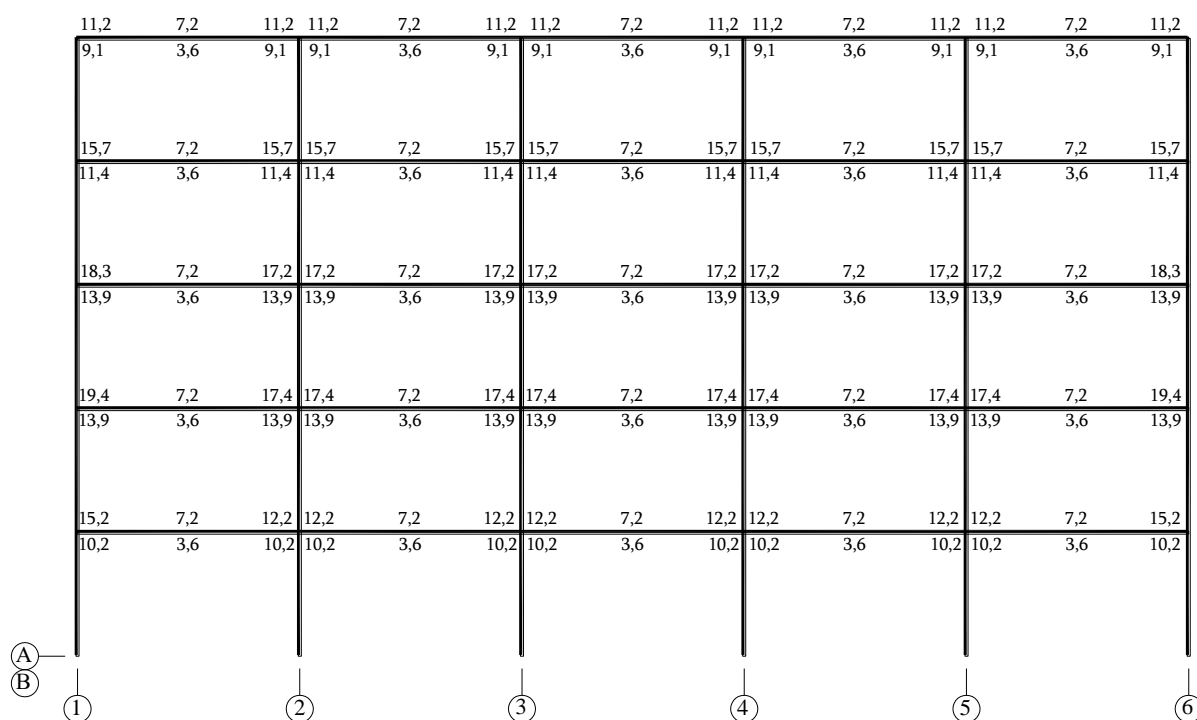 11,2 7,2 11,2 11,2 7,2 11,2 11,2 7,2 11,2 11,2 7,2 11,2 11,2 7,2 11,2
9,1 3,6 9,1 9,1 3,6 9,1 9,1 3,6 9,1 9,1 3,6 9,1 9,1 3,6 9,1
15,7 7,2 15,7 15,7 7,2 15,7 15,7 7,2 15,7 15,7 7,2 15,7 15,7 7,2 15,7
11,4 3,6 11,4 11,4 3,6 11,4 11,4 3,6 11,4 11,4 3,6 11,4 11,4 3,6 11,4
18,3 7,2 17,2 17,2 7,2 17,2 17,2 7,2 17,2 17,2 7,2 17,2 17,2 7,2 18,3
13,9 3,6 13,9 13,9 3,6 13,9 13,9 3,6 13,9 13,9 3,6 13,9 13,9 3,6 13,9
19,4 7,2 17,4 17,4 7,2 17,4 17,4 7,2 17,4 17,4 7,2 17,4 17,4 7,2 19,4
13,9 3,6 13,9 13,9 3,6 13,9 13,9 3,6 13,9 13,9 3,6 13,9 13,9 3,6 13,9
15,2 7,2 12,2 12,2 7,2 12,2 12,2 7,2 12,2 12,2 7,2 12,2 12,2 7,2 15,2
10,2 3,6 10,2 10,2 3,6 10,2 10,2 3,6 10,2 10,2 3,6 10,2 10,2 3,6 10,2
A
B
1 2 3 4 5 6